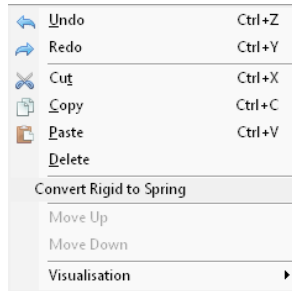 Undo Ctrl+Z
Redo Ctrl+Y
Cut Ctrl+X
Copy Ctrl+C
Paste Ctrl+V
Delete
Convert Rigid to Spring
Move Up
Move Down
Visualisation